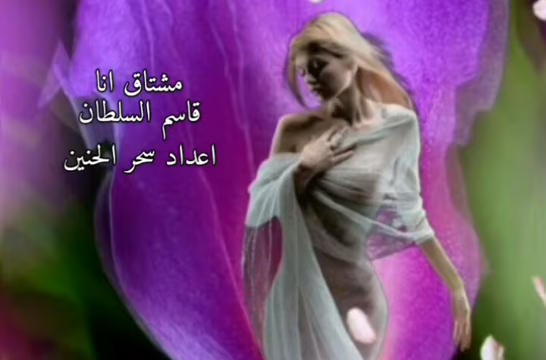 مشتاق انا
قاسم السلطان
اعداد سحر الحنين